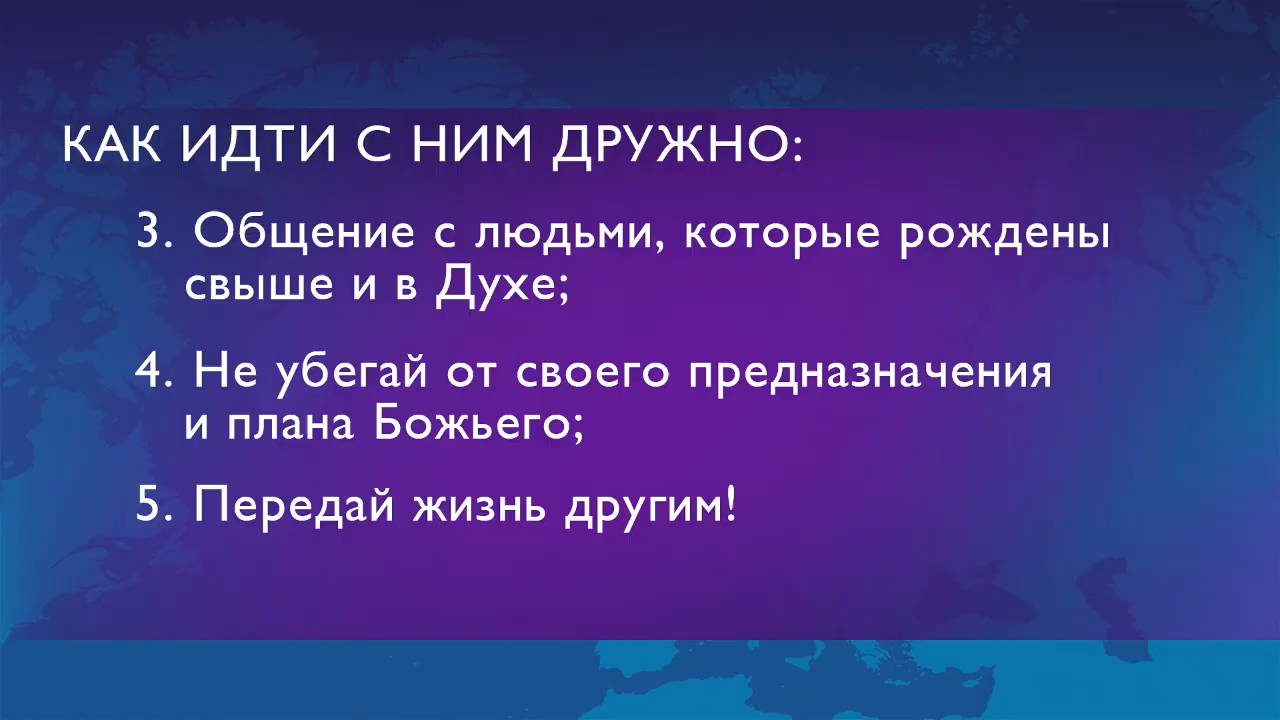 КАК ИДТИ С НИМ ДРУЖНО:
3. Общение с людьми, которые рождены
свыше и в Духе;
4. Не убегай от своего предназначения
и плана Божьего;
5. Передай жизнь другим!